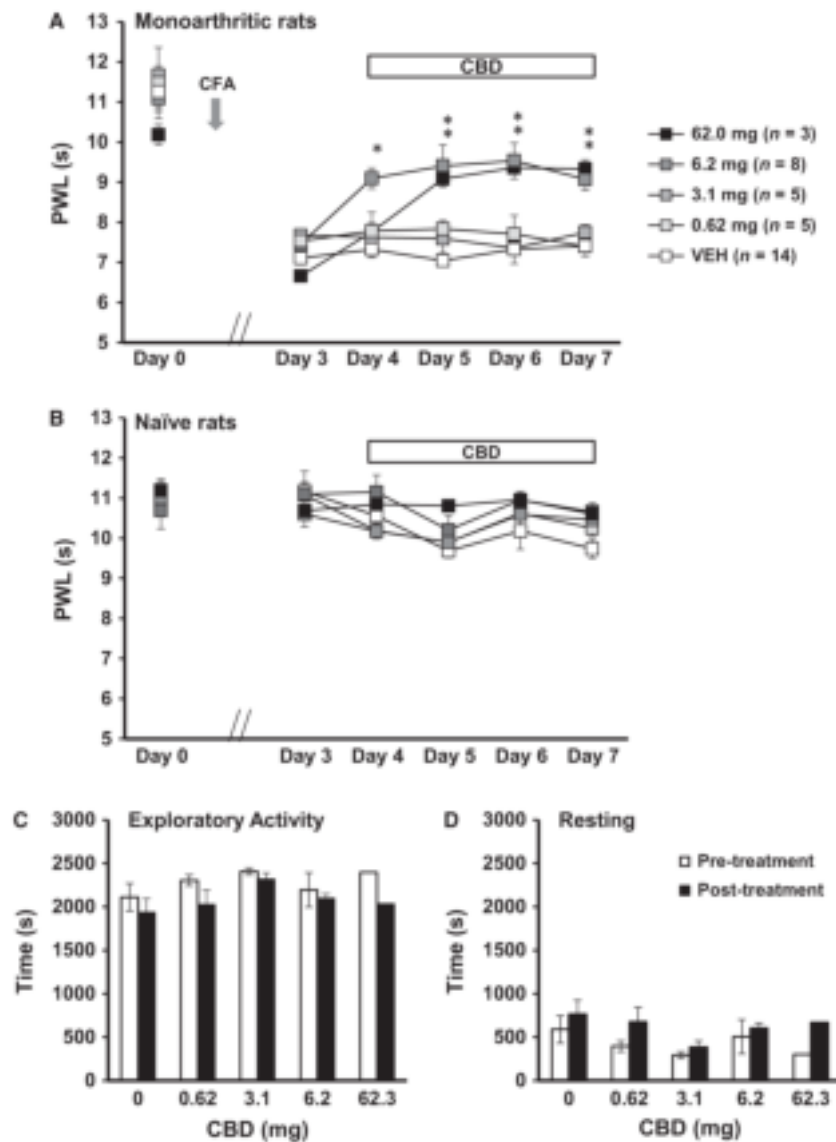 A Monoarthritic rats
13
12
11
10
9
8
7
6
5
PWL (s)
CFA
CBD
*
* *
* *
* *
62.0 mg (n = 3)
6.2 mg (n = 8)
3.1 mg (n = 5)
0.62 mg (n = 5)
VEH (n = 14)
Day 0 Day 3 Day 4 Day 5 Day 6 Day 7
B Naïve rats
13
12
11
10
9
8
7
6
5
PWL (s)
CBD
Day 0 Day 3 Day 4 Day 5 Day 6 Day 7
C Exploratory Activity
3000
2500
2000
1500
1000
500
0
Time (s)
0 0.62 3.1 6.2 62.3
CBD (mg)
D Resting
3000
2500
2000
1500
1000
500
0
Time (s)
Pre-treatment
Post-treatment
0 0.62 3.1 6.2 62.3
CBD (mg)